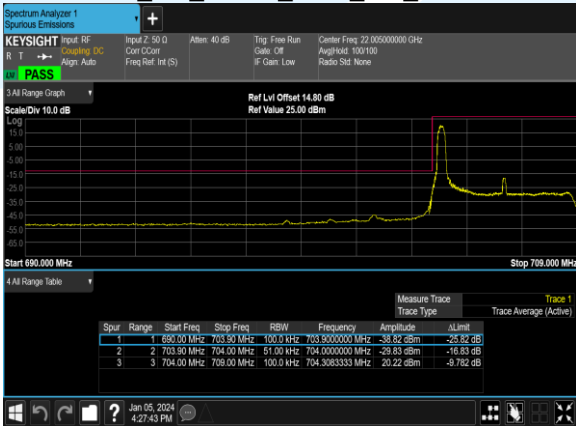 Spectrum Analyzer 1
Spurious Emissions
+
KEYSIGHT Input: RF Input Z: 50 Ω Atten: 40 dB Trig: Free Run Center Freq: 22.005000000 GHz
R T Coupling: DC Corr CCorr Gate: Off Avg|Hold: 100/100
Align: Auto Freq Ref: Int (S) IF Gain: Low Radio Std: None
PASS
3 All Range Graph
Ref Lvl Offset 14.80 dB
Scale/Div 10.0 dB Ref Value 25.00 dBm
Log
15.0
5.00
-5.00
-15.0
-25.0
-35.0
-45.0
-55.0
-65.0
Start 690.000 MHz Stop 709.000 MHz
4 All Range Table
Measure Trace Trace 1
Trace Type Trace Average (Active)
Spur Range Start Freq Stop Freq RBW Frequency Amplitude ΔLimit
1 1 690.00 MHz 703.90 MHz 100.0 kHz 703.9000000 MHz -38.82 dBm -25.82 dB
2 2 703.90 MHz 704.00 MHz 51.00 kHz 704.0000000 MHz -29.83 dBm -16.83 dB
3 3 704.00 MHz 709.00 MHz 100.0 kHz 704.3083333 MHz 20.22 dBm -9.782 dB
? Jan 05, 2024
4:27:43 PM